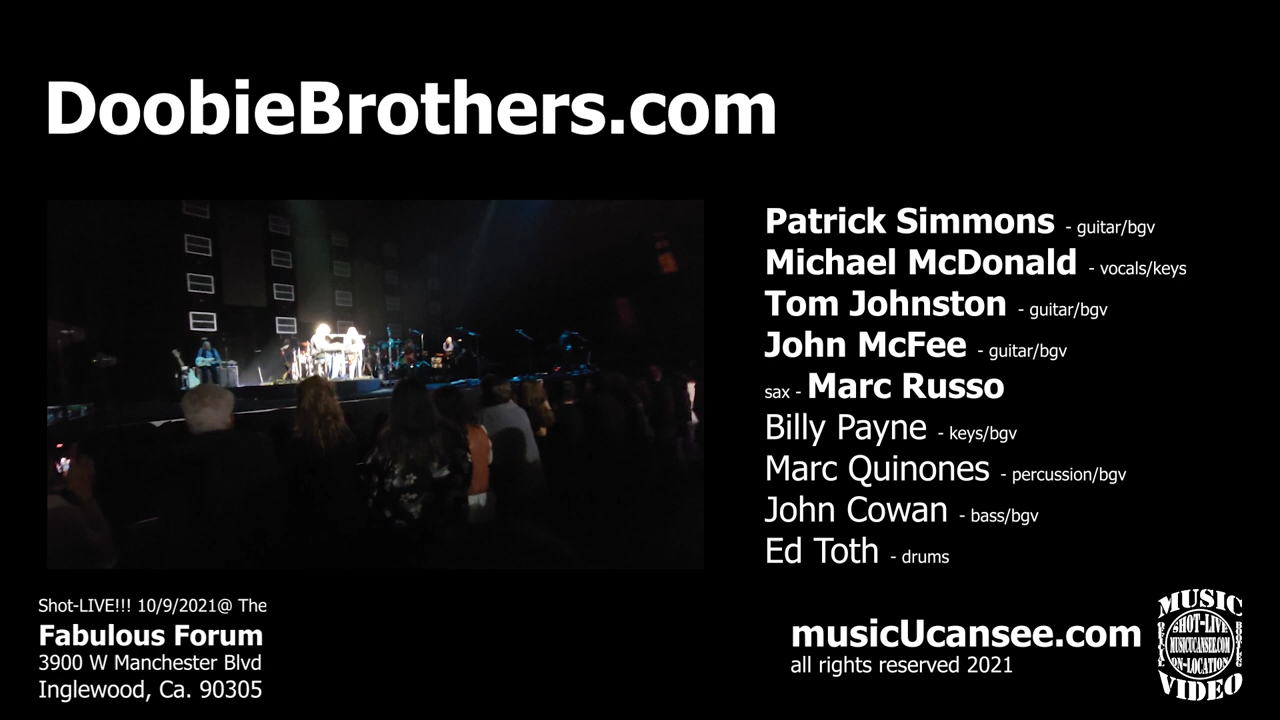 DoobieBrothers.com
Patrick Simmons - guitar/bgv
Michael McDonald - vocals/keys
Tom Johnston - guitar/bgv
John McFee - guitar/bgv
sax - Marc Russo
Billy Payne - keys/bgv
Marc Quinones - percussion/bgv
John Cowan - bass/bgv
Ed Toth - drums
Shot-LIVE!!! 10/9/2021@ The
Fabulous Forum
3900 W Manchester Blvd
Inglewood, Ca. 90305
musicUcansee.com
all rights reserved 2021
MUSIC
SHOT-LIVE
MUSICUCANSEE.COM
ON-LOCATION
VIDEO